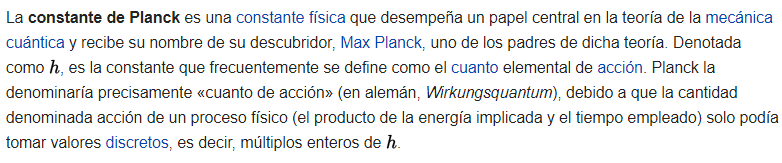 La constante de Planck es una constante física que desempeña un papel central en la teoría de la mecánica
cuántica y recibe su nombre de su descubridor, Max Planck, uno de los padres de dicha teoría. Denotada
como h, es la constante que frecuentemente se define como el cuanto elemental de acción. Planck la
denominaría precisamente «cuanto de acción» (en alemán, Wirkungsquantum), debido a que la cantidad
denominada acción de un proceso físico (el producto de la energía implicada y el tiempo empleado) solo podía
tomar valores discretos, es decir, múltiplos enteros de h.